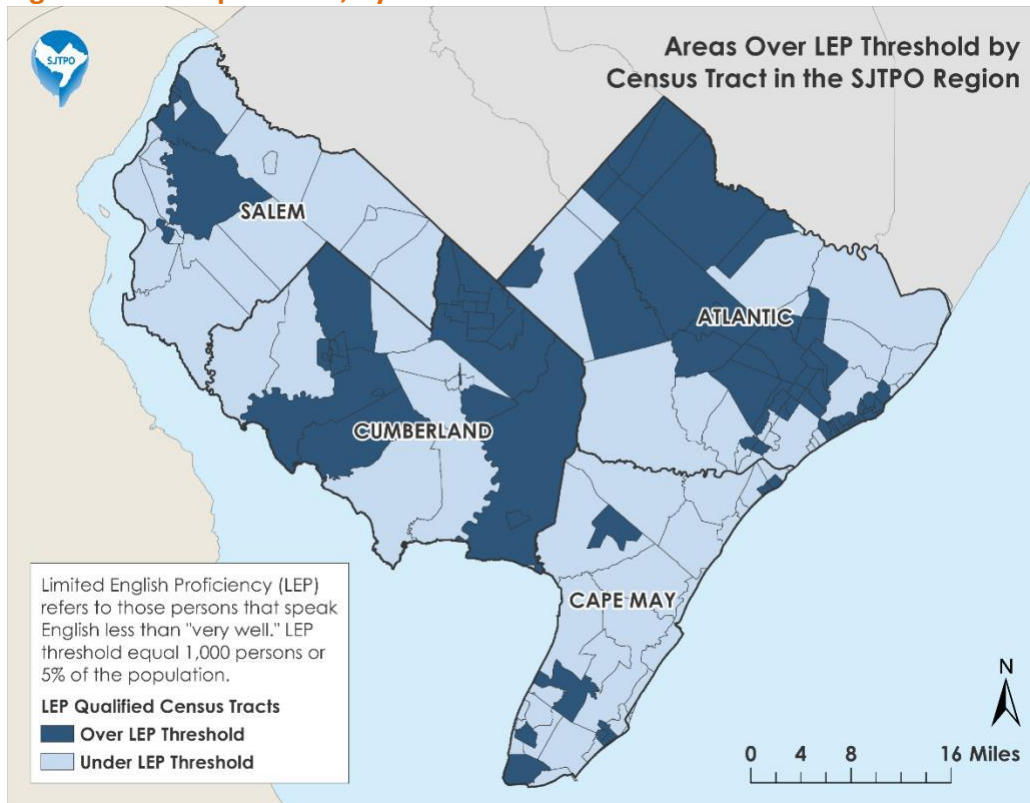 SJTPO
Areas Over LEP Threshold by
Census Tract in the SJTPO Region
SALEM
ATLANTIC
CUMBERLAND
CAPE MAY
Limited English Proficiency (LEP)
refers to those persons that speak
English less than "very well." LEP
threshold equal 1,000 persons or
5% of the population.
LEP Qualified Census Tracts
Over LEP Threshold
Under LEP Threshold
N
0 4 8 16 Miles